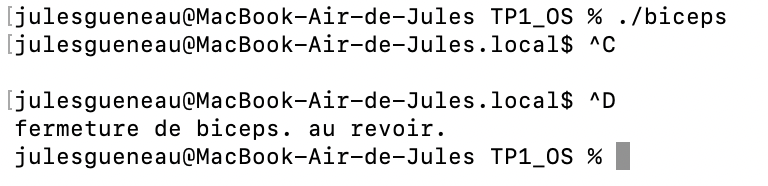 [julesgueneau@MacBook-Air-de-Jules TP1_OS % ./biceps
[julesgueneau@MacBook-Air-de-Jules.local$ ^C
[julesgueneau@MacBook-Air-de-Jules.local$ ^D
fermeture de biceps. au revoir.
julesgueneau@MacBook-Air-de-Jules TP1_OS %